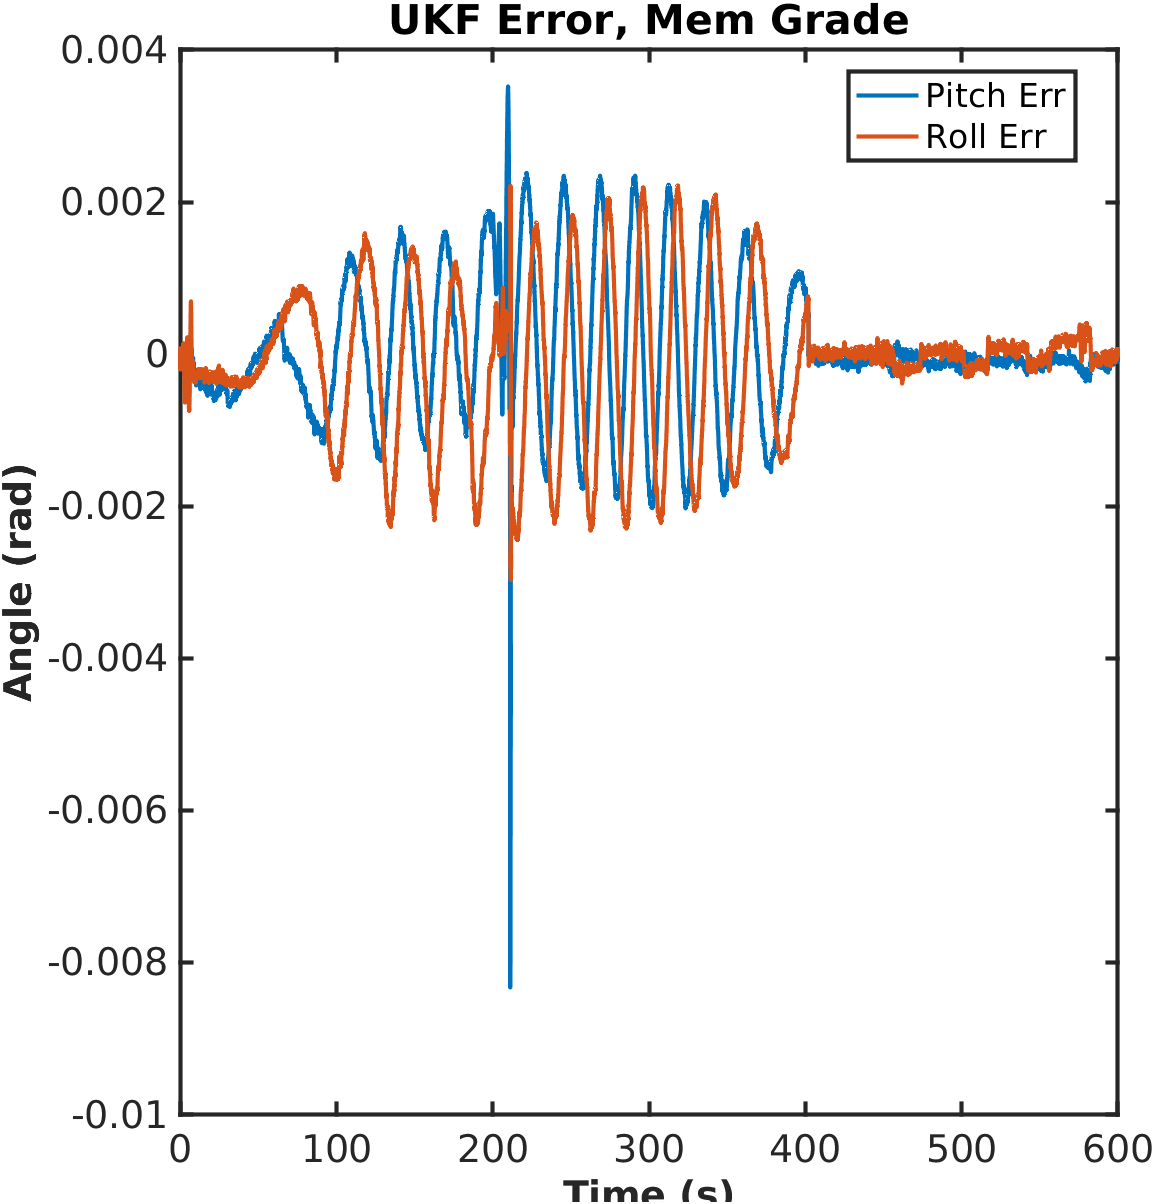 UKF Error, Mem Grade
0.004
0.002
0
-0.002
-0.004
-0.006
-0.008
-0.01
Angle (rad)
Pitch Err
Roll Err
0 100 200 300 400 500 600
Time (s)